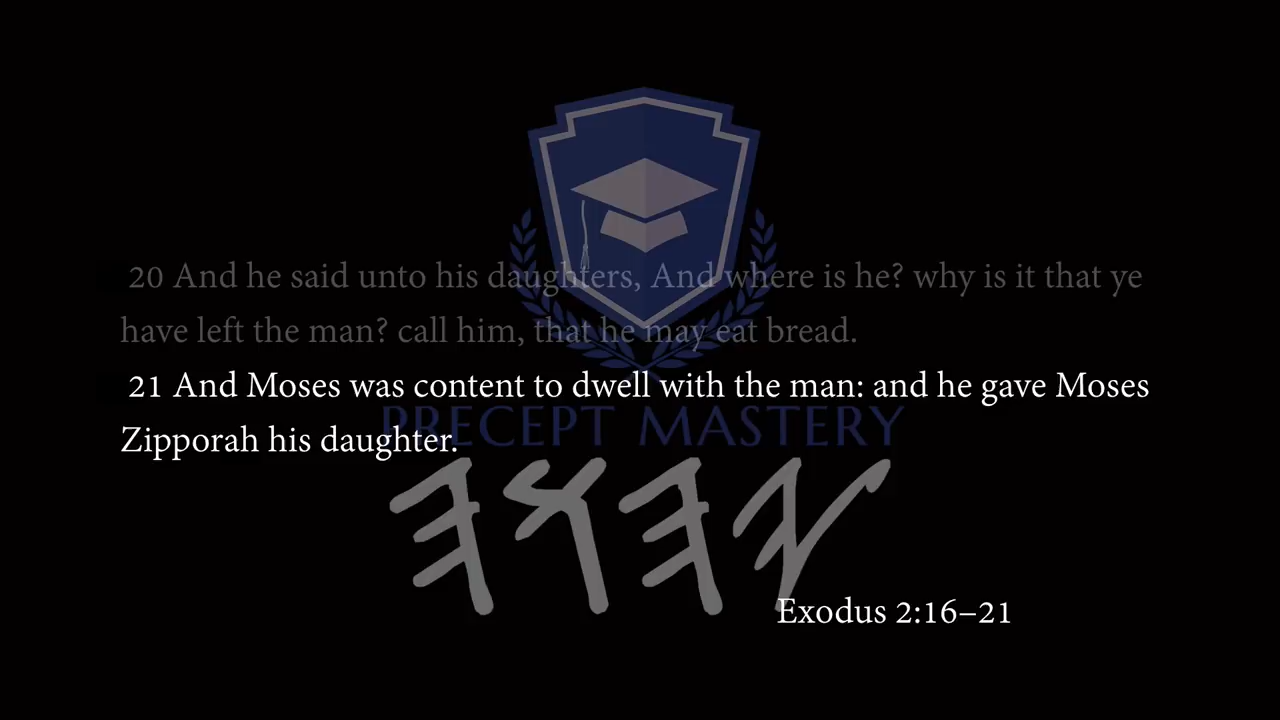 20 And he said unto his daughters, And where is he? why is it that ye
have left the man? call him, that he may eat bread.
21 And Moses was content to dwell with the man: and he gave Moses
PRECEPT MASTERY
Zipporah his daughter.
𐤉𐤄𐤅𐤄
Exodus 2:16–21